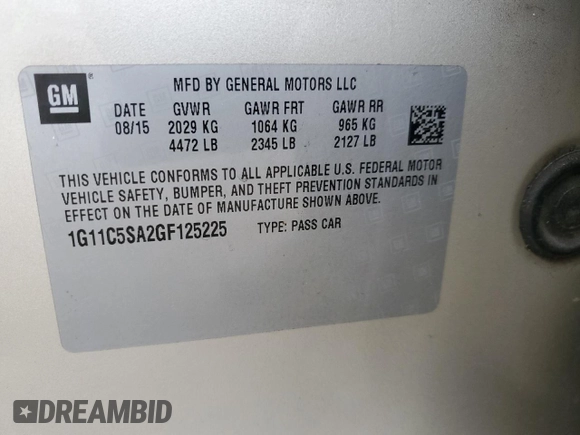 GM ®
MFD BY GENERAL MOTORS LLC
DATE GVWR GAWR FRT GAWR RR
08/15 2029 KG 1064 KG 965 KG
4472 LB 2345 LB 2127 LB
THIS VEHICLE CONFORMS TO ALL APPLICABLE U.S. FEDERAL MOTOR
VEHICLE SAFETY, BUMPER, AND THEFT PREVENTION STANDARDS IN
EFFECT ON THE DATE OF MANUFACTURE SHOWN ABOVE.
1G11C5SA2GF125225 TYPE: PASS CAR
DREAMBID